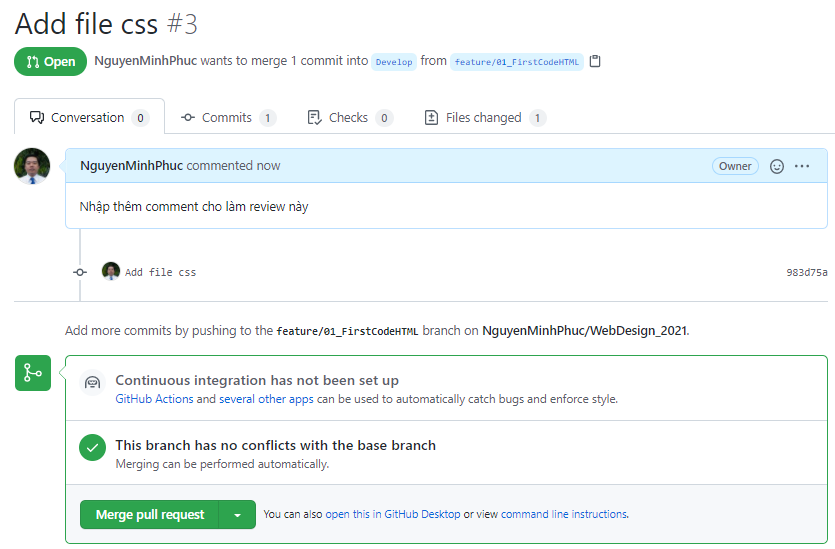 Add file css #3
Open NguyenMinhPhuc wants to merge 1 commit into Develop from feature/01_FirstCodeHTML
Conversation 0 Commits 1 Checks 0 Files changed 1
NguyenMinhPhuc commented now Owner
Nhập thêm comment cho làm review này
Add file css 983d75a
Add more commits by pushing to the feature/01_FirstCodeHTML branch on NguyenMinhPhuc/WebDesign_2021.
Continuous integration has not been set up
GitHub Actions and several other apps can be used to automatically catch bugs and enforce style.
This branch has no conflicts with the base branch
Merging can be performed automatically.
Merge pull request You can also open this in GitHub Desktop or view command line instructions.